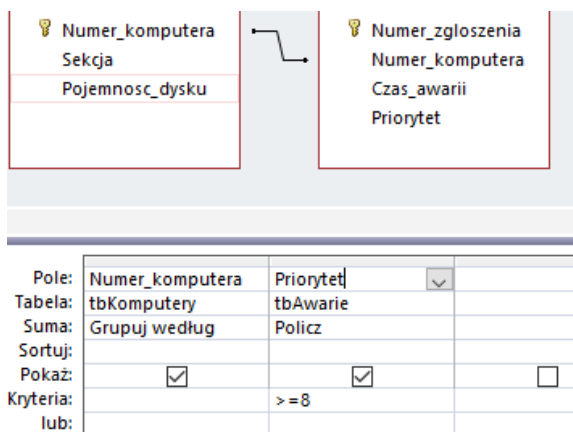 Numer_komputera
Sekcja
Pojemnosc_dysku
Numer_zgloszenia
Numer_komputera
Czas_awarii
Priorytet
Pole: Numer_komputera Priorytet
Tabela: tbKomputery tbAwarie
Suma: Grupuj według Policz
Sortuj:
Pokaż:
Kryteria: >=8
lub: